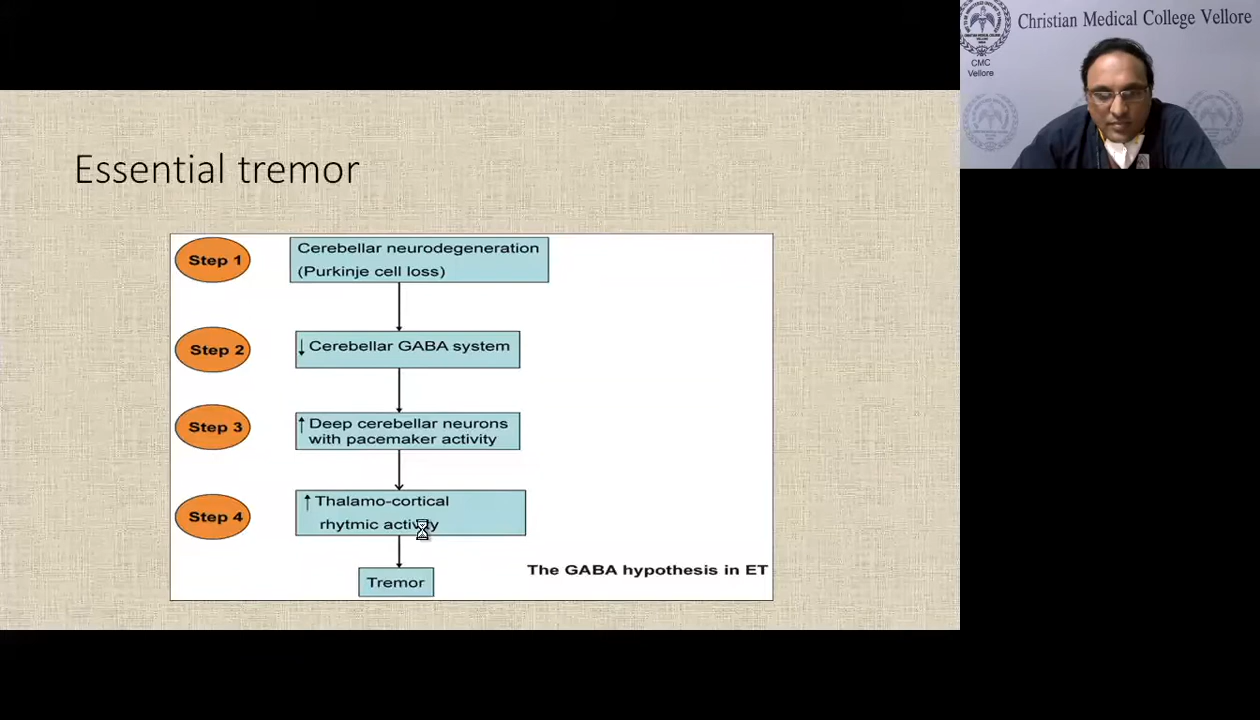 Christian Medical College Vellore
CMC
Vellore
Essential tremor
Step 1
Cerebellar neurodegeneration
(Purkinje cell loss)
Step 2
↓ Cerebellar GABA system
Step 3
↑ Deep cerebellar neurons
with pacemaker activity
Step 4
↑ Thalamo-cortical
rhytmic activity
Tremor
The GABA hypothesis in ET